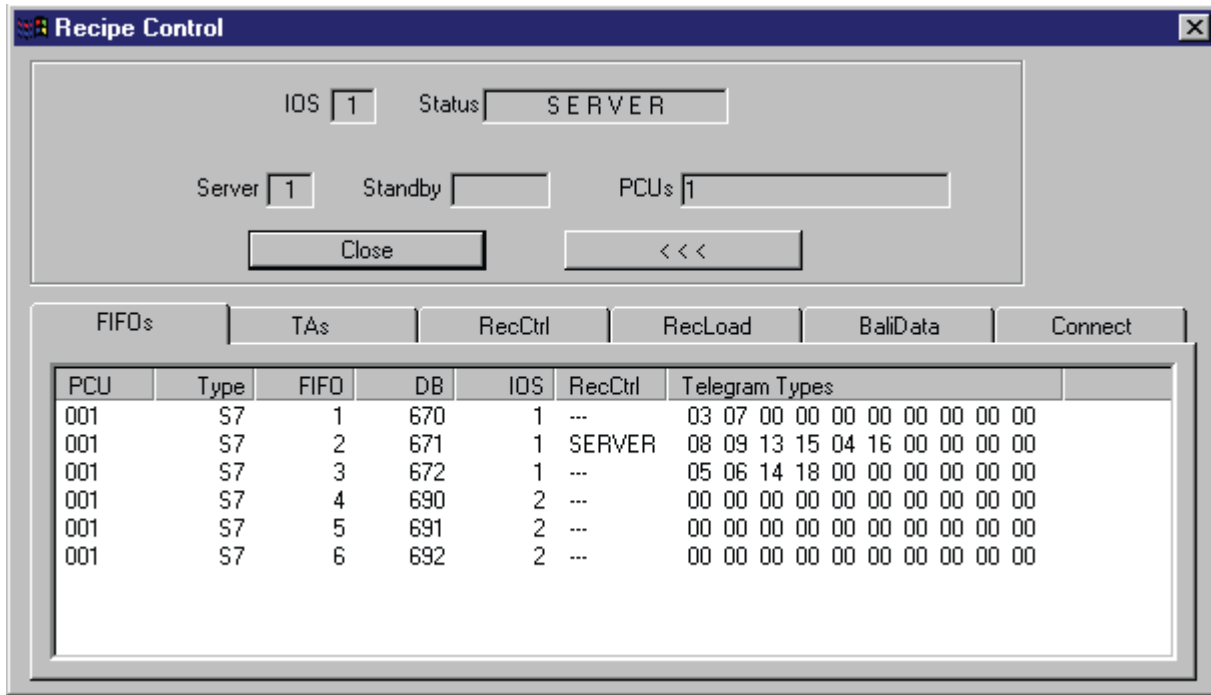 Recipe Control
IOS 1 Status S E R V E R
Server 1 Standby PCUs 1
Close < < <
FIFOs TAs RecCtrl RecLoad BaliData Connect
PCU Type FIFO DB IOS RecCtrl Telegram Types
001 S7 1 670 1 --- 03 07 00 00 00 00 00 00 00 00
001 S7 2 671 1 SERVER 08 09 13 15 04 16 00 00 00 00
001 S7 3 672 1 --- 05 06 14 18 00 00 00 00 00 00
001 S7 4 690 2 --- 00 00 00 00 00 00 00 00 00 00
001 S7 5 691 2 --- 00 00 00 00 00 00 00 00 00 00
001 S7 6 692 2 --- 00 00 00 00 00 00 00 00 00 00